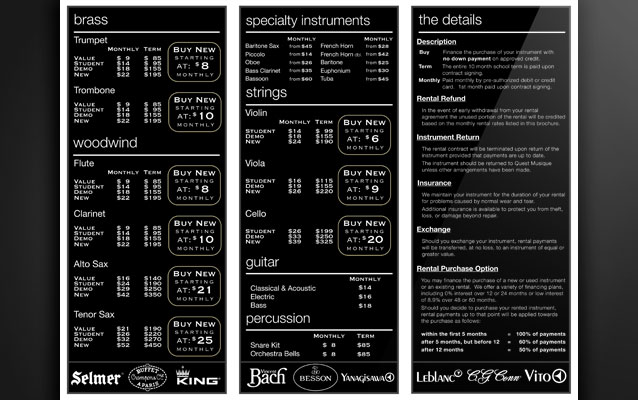 brass
Trumpet
MONTHLY TERM
VALUE $ 9 $ 85
STUDENT $14 $ 95
DEMO $18 $155
NEW $22 $195
BUY NEW
STARTING
AT: $8
MONTHLY
Trombone
MONTHLY TERM
VALUE $ 9 $ 85
STUDENT $14 $ 95
DEMO $18 $155
NEW $22 $195
BUY NEW
STARTING
AT: $10
MONTHLY
woodwind
Flute
MONTHLY TERM
VALUE $ 9 $ 85
STUDENT $14 $ 95
DEMO $18 $155
NEW $22 $195
BUY NEW
STARTING
AT: $8
MONTHLY
Clarinet
MONTHLY TERM
VALUE $ 9 $ 85
STUDENT $14 $ 95
DEMO $18 $155
NEW $22 $195
BUY NEW
STARTING
AT: $10
MONTHLY
Alto Sax
MONTHLY TERM
VALUE $16 $140
STUDENT $24 $190
DEMO $29 $250
NEW $42 $350
BUY NEW
STARTING
AT: $21
MONTHLY
Tenor Sax
MONTHLY TERM
VALUE $21 $190
STUDENT $26 $220
DEMO $32 $270
NEW $52 $450
BUY NEW
STARTING
AT: $25
MONTHLY
Selmer
BUFFET
Crampon & Cie
A PARIS
KING
specialty instruments
MONTHLY MONTHLY
Baritone Sax from $45 French Horn from $28
Piccolo from $14 French Horn dbl. from $42
Oboe from $26 Baritone from $25
Bass Clarinet from $35 Euphonium from $30
Bassoon from $60 Tuba from $45
strings
Violin
MONTHLY TERM
STUDENT $14 $ 99
DEMO $18 $155
NEW $24 $190
BUY NEW
STARTING
AT: $6
MONTHLY
Viola
MONTHLY TERM
STUDENT $16 $115
DEMO $19 $155
NEW $26 $220
BUY NEW
STARTING
AT: $9
MONTHLY
Cello
MONTHLY TERM
STUDENT $26 $199
DEMO $33 $250
NEW $39 $325
BUY NEW
STARTING
AT: $20
MONTHLY
guitar
MONTHLY
Classical & Acoustic $14
Electric $16
Bass $18
percussion
MONTHLY TERM
Snare Kit $ 8 $85
Orchestra Bells $ 8 $85
Vincent Bach
BESSON
YANAGISAWA
the details
Description
Buy Finance the purchase of your instrument with
no down payment on approved credit.
Term The entire 10 month school term is paid upon
contract signing.
Monthly Paid monthly by pre-authorized debit or credit
card. 1st month paid upon contract signing.
Rental Refund
In the event of early withdrawal from your rental
agreement the unused portion of the rental will be credited
based on the monthly rental rates listed in this brochure.
Instrument Return
The rental contract will be terminated upon return of the
instrument provided that payments are up to date.
The instrument should be returned to Quest Musique
unless other arrangements have been made.
Insurance
We maintain your instrument for the duration of your rental
for problems caused by normal wear and tear.
Additional insurance is available to protect you from theft,
loss, or damage beyond repair.
Exchange
Should you exchange your instrument, rental payments
will be transferred, at no loss, to an instrument of equal or
greater value.
Rental Purchase Option
You may finance the purchase of a new or used instrument
or an existing rental. We offer a variety of financing plans,
including 0% interest over 12 or 24 months or low interest
of 8.9% over 48 or 60 months.
Should you decide to purchase your rented instrument,
rental payments up to that point will be applied towards
the purchase as follows:
within the first 5 months = 100% of payments
after 5 months, but before 12 = 60% of payments
after 12 months = 50% of payments
LEBLANC
C.G. Conn
VITO